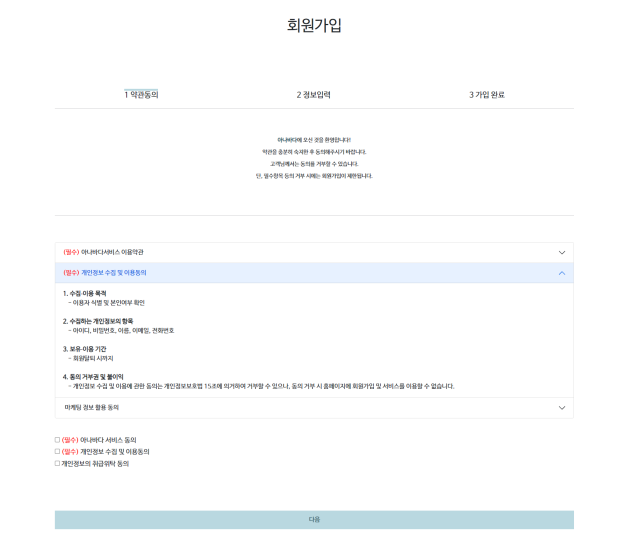 회원가입
1 약관동의
2 정보입력
3 가입 완료
아나바다에 오신 것을 환영합니다!
약관을 충분히 숙지한 후 동의해주시기 바랍니다.
고객님께서는 동의를 거부할 수 있습니다.
단, 필수항목 동의 거부 시에는 회원가입이 제한됩니다.
(필수) 아나바다서비스 이용약관
(필수) 개인정보 수집 및 이용동의
1. 수집·이용 목적
- 이용자 식별 및 본인여부 확인
2. 수집하는 개인정보의 항목
- 아이디, 비밀번호, 이름, 이메일, 전화번호
3. 보유·이용 기간
- 회원탈퇴 시까지
4. 동의 거부권 및 불이익
- 개인정보 수집 및 이용에 관한 동의는 개인정보보호법 15조에 의거하여 거부할 수 있으나, 동의 거부 시 홈페이지에 회원가입 및 서비스를 이용할 수 없습니다.
마케팅 정보 활용 동의
(필수) 아나바다 서비스 동의
(필수) 개인정보 수집 및 이용동의
개인정보의 취급위탁 동의
다음